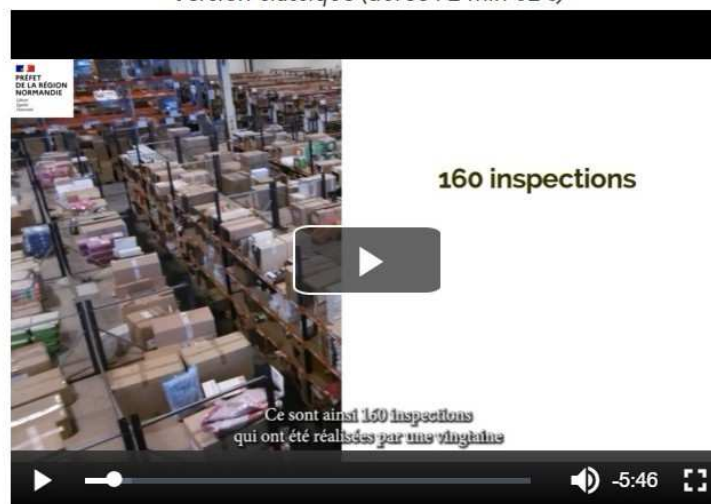 PRÉFET
DE LA RÉGION
NORMANDIE
160 inspections
Ce sont ainsi 160 inspections
qui ont été réalisées par une vingtaine
-5:46